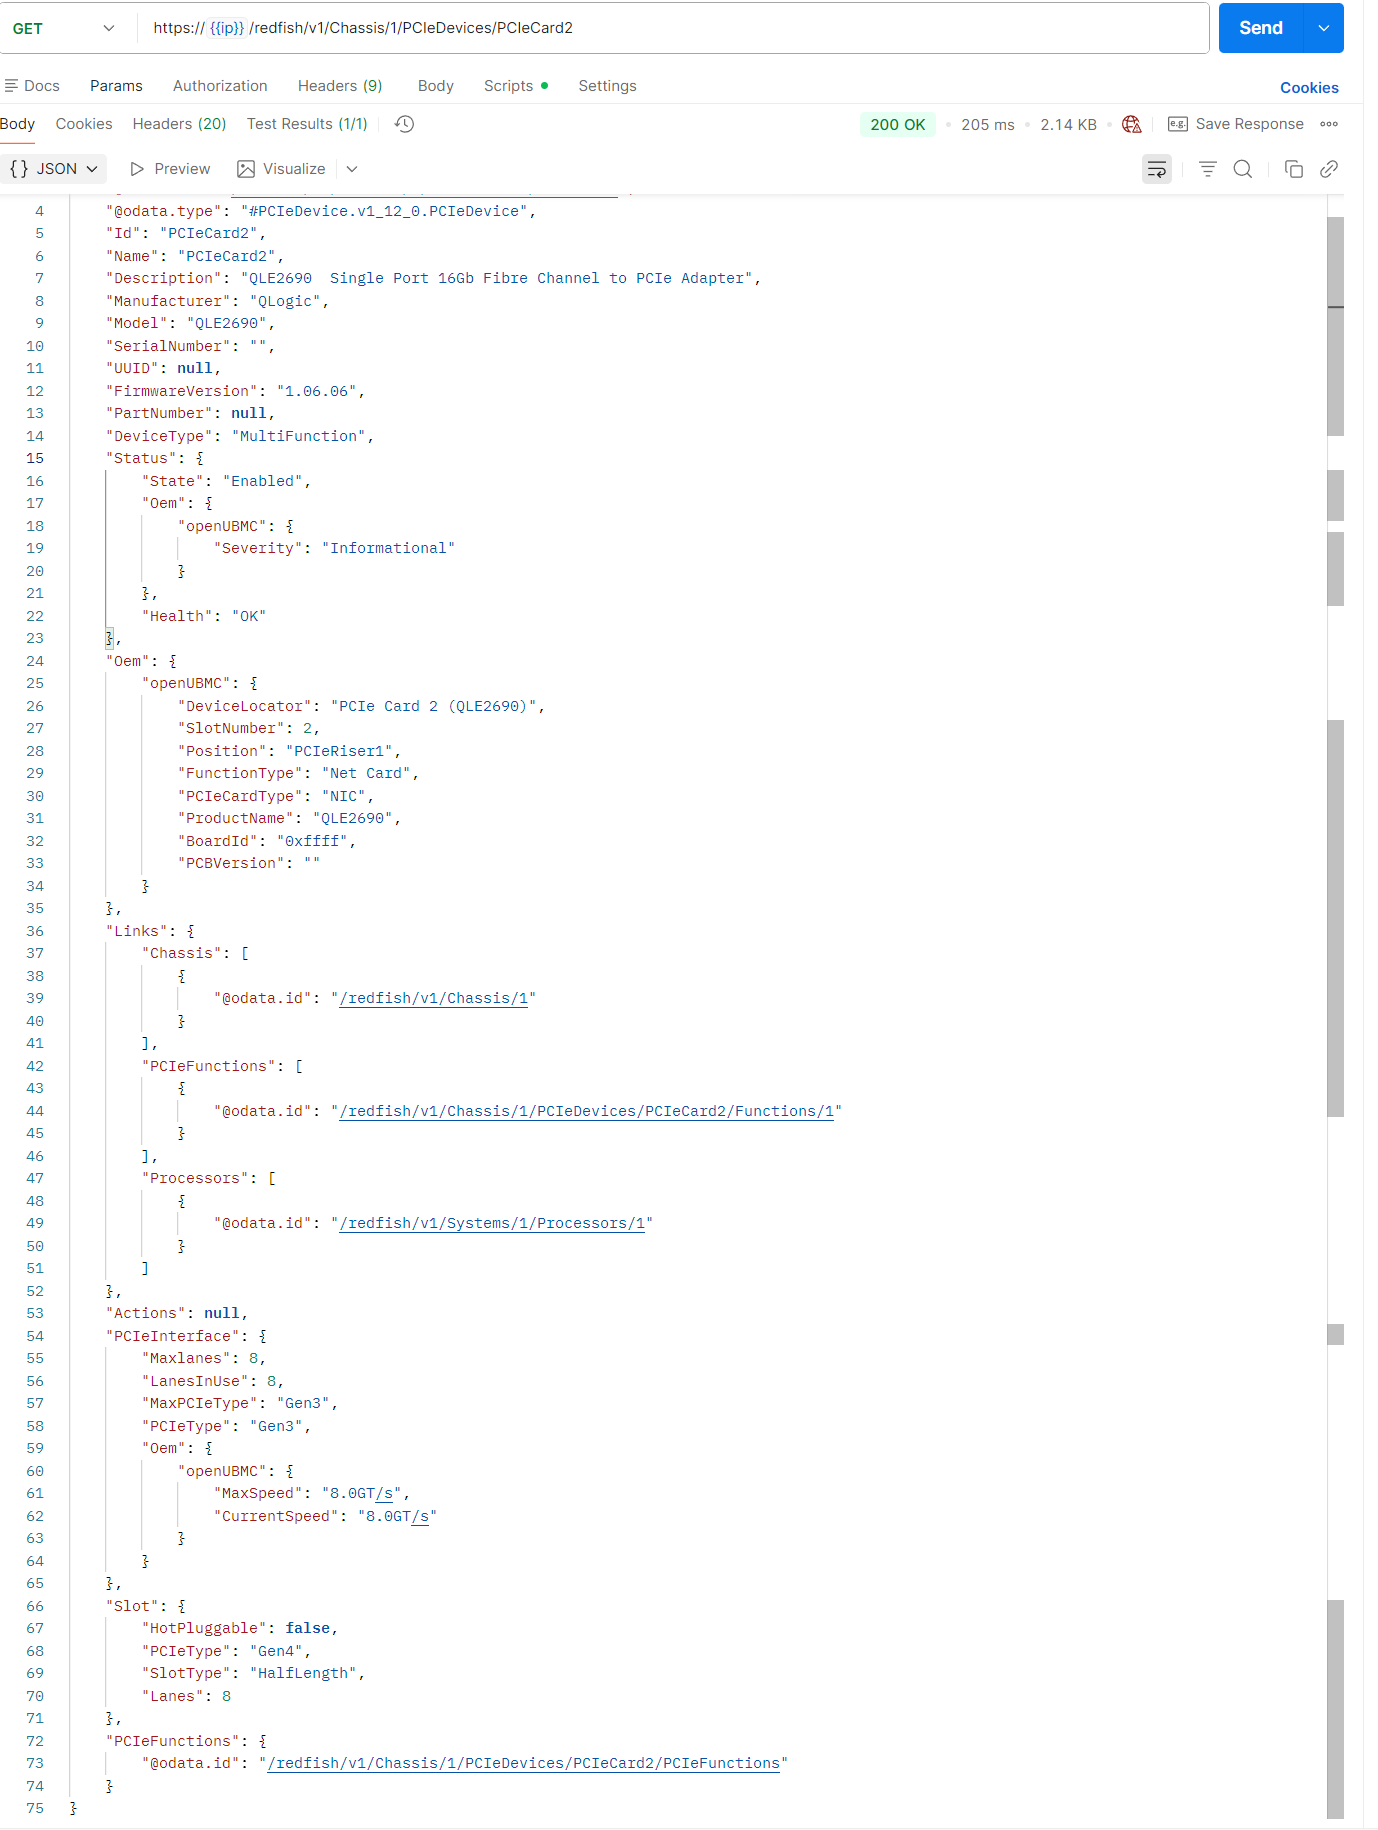 GET https:// {{ip}} /redfish/v1/Chassis/1/PCIeDevices/PCIeCard2 Send
Docs Params Authorization Headers (9) Body Scripts Settings Cookies
Body Cookies Headers (20) Test Results (1/1) 200 OK 205 ms 2.14 KB e.g. Save Response
{} JSON Preview Visualize
4 "@odata.type": "#PCIeDevice.v1_12_0.PCIeDevice",
5 "Id": "PCIeCard2",
6 "Name": "PCIeCard2",
7 "Description": "QLE2690  Single Port 16Gb Fibre Channel to PCIe Adapter",
8 "Manufacturer": "QLogic",
9 "Model": "QLE2690",
10 "SerialNumber": "",
11 "UUID": null,
12 "FirmwareVersion": "1.06.06",
13 "PartNumber": null,
14 "DeviceType": "MultiFunction",
15 "Status": {
16 "State": "Enabled",
17 "Oem": {
18 "openUBMC": {
19 "Severity": "Informational"
20 }
21 },
22 "Health": "OK"
23 },
24 "Oem": {
25 "openUBMC": {
26 "DeviceLocator": "PCIe Card 2 (QLE2690)",
27 "SlotNumber": 2,
28 "Position": "PCIeRiser1",
29 "FunctionType": "Net Card",
30 "PCIeCardType": "NIC",
31 "ProductName": "QLE2690",
32 "BoardId": "0xffff",
33 "PCBVersion": ""
34 }
35 },
36 "Links": {
37 "Chassis": [
38 {
39 "@odata.id": "/redfish/v1/Chassis/1"
40 }
41 ],
42 "PCIeFunctions": [
43 {
44 "@odata.id": "/redfish/v1/Chassis/1/PCIeDevices/PCIeCard2/Functions/1"
45 }
46 ],
47 "Processors": [
48 {
49 "@odata.id": "/redfish/v1/Systems/1/Processors/1"
50 }
51 ]
52 },
53 "Actions": null,
54 "PCIeInterface": {
55 "Maxlanes": 8,
56 "LanesInUse": 8,
57 "MaxPCIeType": "Gen3",
58 "PCIeType": "Gen3",
59 "Oem": {
60 "openUBMC": {
61 "MaxSpeed": "8.0GT/s",
62 "CurrentSpeed": "8.0GT/s"
63 }
64 }
65 },
66 "Slot": {
67 "HotPluggable": false,
68 "PCIeType": "Gen4",
69 "SlotType": "HalfLength",
70 "Lanes": 8
71 },
72 "PCIeFunctions": {
73 "@odata.id": "/redfish/v1/Chassis/1/PCIeDevices/PCIeCard2/PCIeFunctions"
74 }
75 }